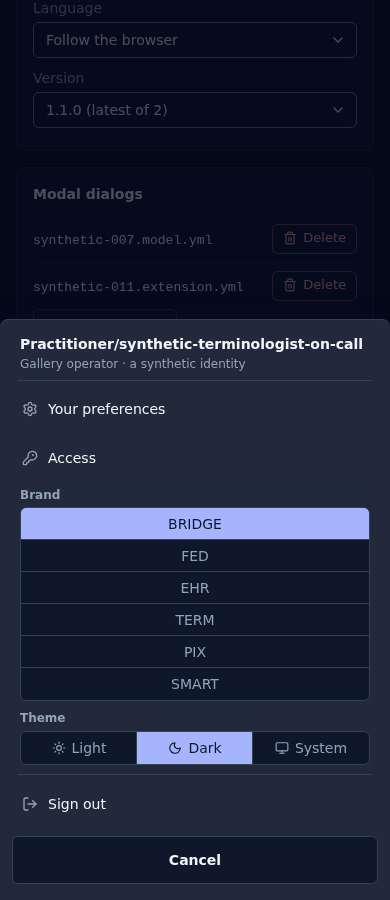 Language
Follow the browser
Version
1.1.0 (latest of 2)
Modal dialogs
synthetic-007.model.yml
Delete
synthetic-011.extension.yml
Delete
Practitioner/synthetic-terminologist-on-call
Gallery operator · a synthetic identity
Your preferences
Access
Brand
BRIDGE
FED
EHR
TERM
PIX
SMART
Theme
Light
Dark
System
Sign out
Cancel